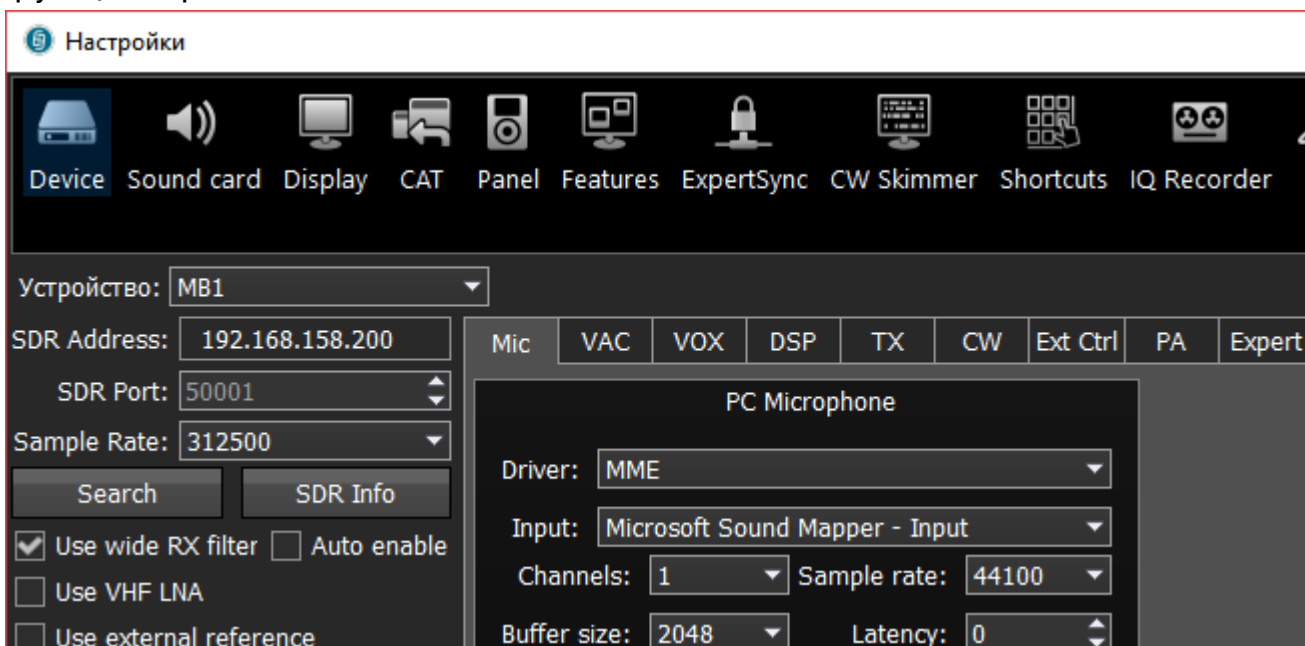 Настройки
Device Sound card Display CAT Panel Features ExpertSync CW Skimmer Shortcuts IQ Recorder
Устройство: MB1
SDR Address: 192.168.158.200
Mic VAC VOX DSP TX CW Ext Ctrl PA Expert
SDR Port: 50001
PC Microphone
Sample Rate: 312500
Driver: MME
Search SDR Info
Input: Microsoft Sound Mapper - Input
Use wide RX filter Auto enable
Channels: 1 Sample rate: 44100
Use VHF LNA
Use external reference
Buffer size: 2048 Latency: 0